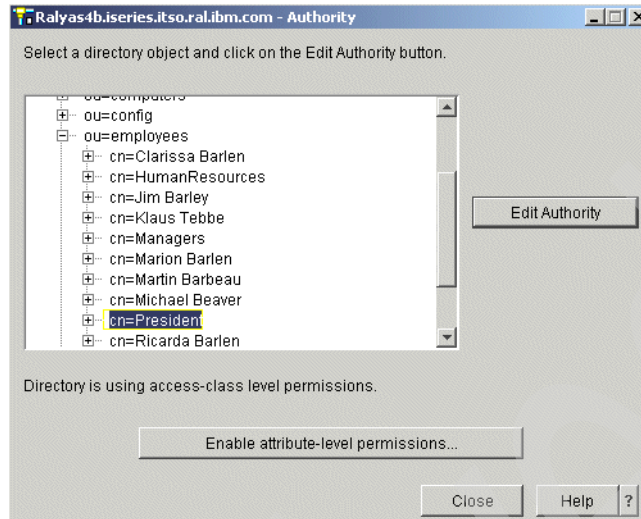 Ralyas4b.iseries.itso.ral.ibm.com - Authority
Select a directory object and click on the Edit Authority button.
ou=computers
ou=config
ou=employees
cn=Clarissa Barlen
cn=HumanResources
cn=Jim Barley
cn=Klaus Tebbe
cn=Managers
cn=Marion Barlen
cn=Martin Barbeau
cn=Michael Beaver
cn=President
cn=Ricarda Barlen
Edit Authority
Directory is using access-class level permissions.
Enable attribute-level permissions...
Close
Help
?